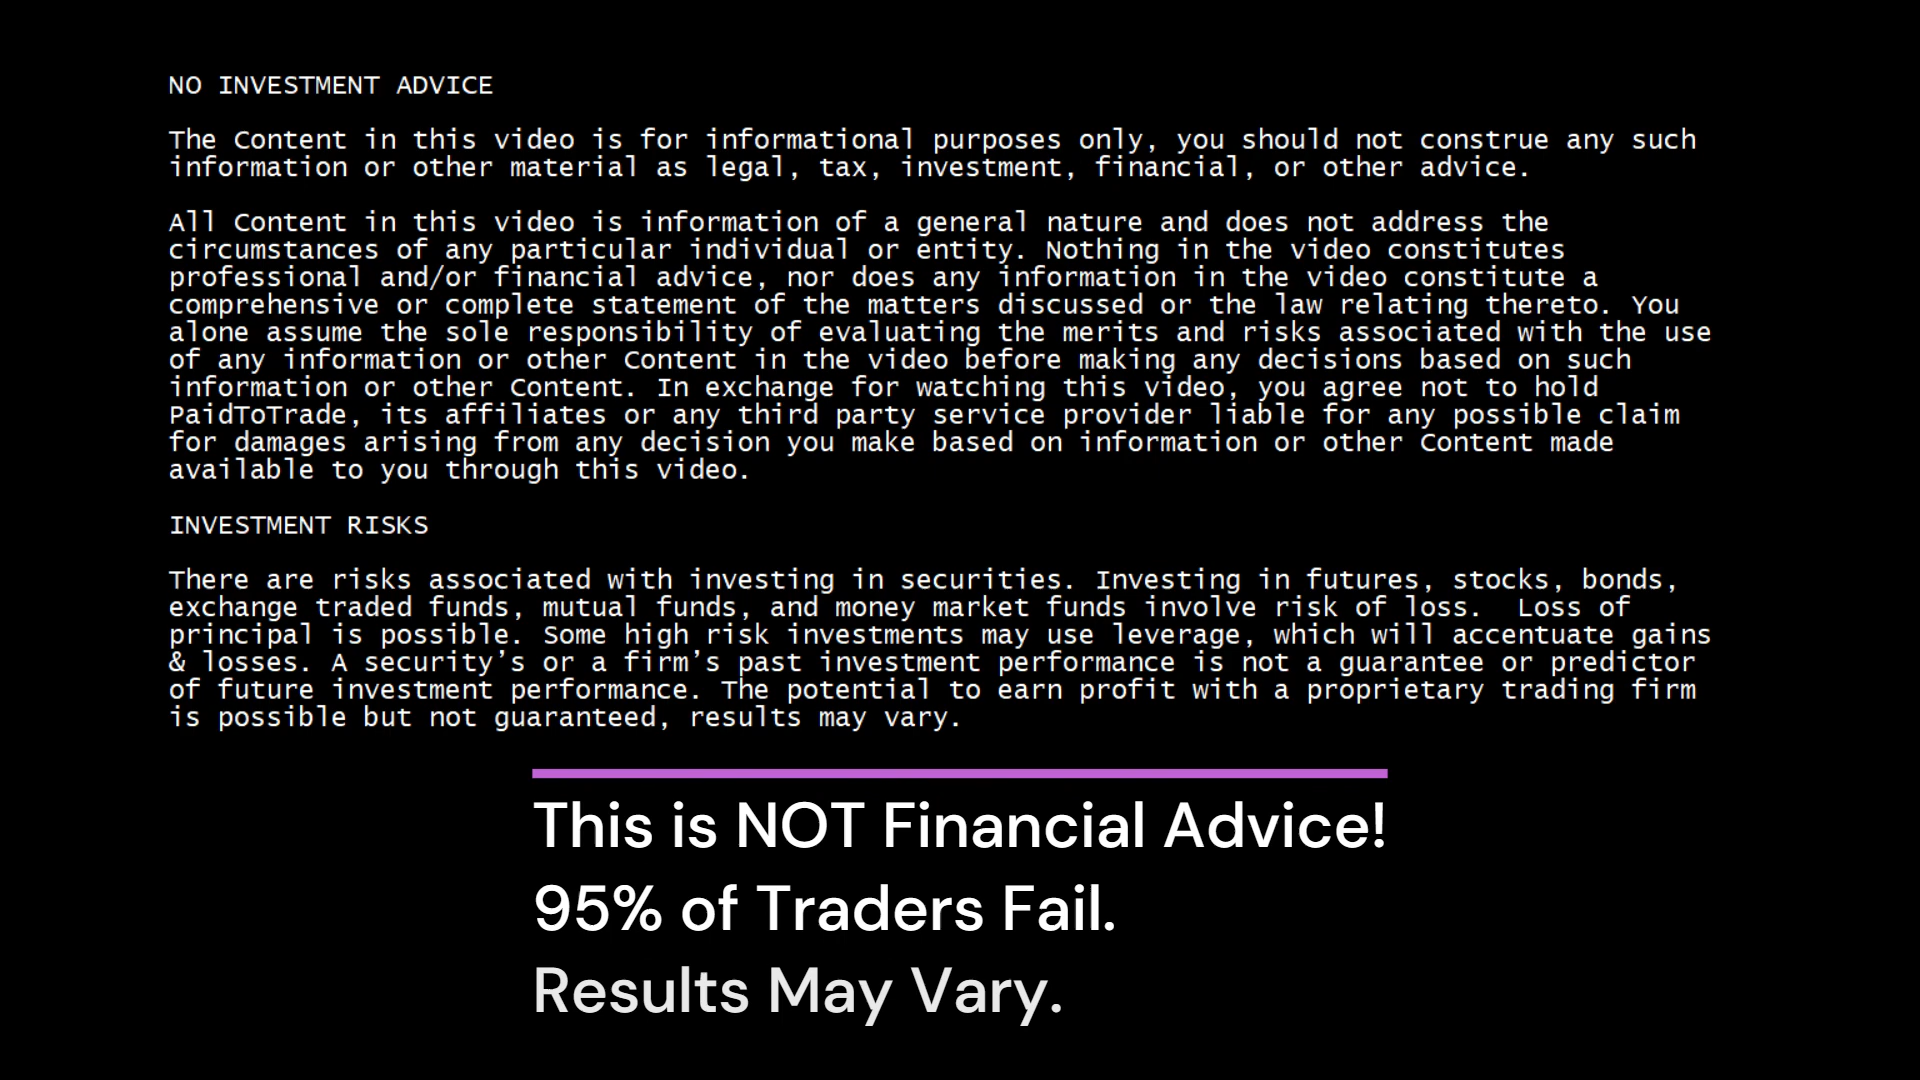 NO INVESTMENT ADVICE
The Content in this video is for informational purposes only, you should not construe any such
information or other material as legal, tax, investment, financial, or other advice.
All Content in this video is information of a general nature and does not address the
circumstances of any particular individual or entity. Nothing in the video constitutes
professional and/or financial advice, nor does any information in the video constitute a
comprehensive or complete statement of the matters discussed or the law relating thereto. You
alone assume the sole responsibility of evaluating the merits and risks associated with the use
of any information or other Content in the video before making any decisions based on such
information or other Content. In exchange for watching this video, you agree not to hold
PaidToTrade, its affiliates or any third party service provider liable for any possible claim
for damages arising from any decision you make based on information or other Content made
available to you through this video.
INVESTMENT RISKS
There are risks associated with investing in securities. Investing in futures, stocks, bonds,
exchange traded funds, mutual funds, and money market funds involve risk of loss.  Loss of
principal is possible. Some high risk investments may use leverage, which will accentuate gains
& losses. A security’s or a firm’s past investment performance is not a guarantee or predictor
of future investment performance. The potential to earn profit with a proprietary trading firm
is possible but not guaranteed, results may vary.
This is NOT Financial Advice!
95% of Traders Fail.
Results May Vary.